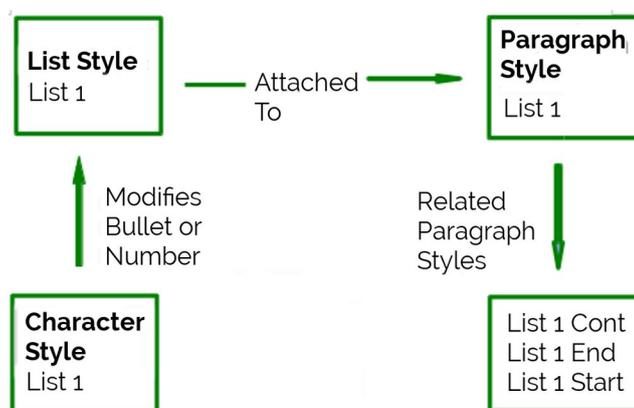 List Style
List 1
Attached
To
Paragraph
Style
List 1
Modifies
Bullet or
Number
Related
Paragraph
Styles
Character
Style
List 1
List 1 Cont
List 1 End
List 1 Start